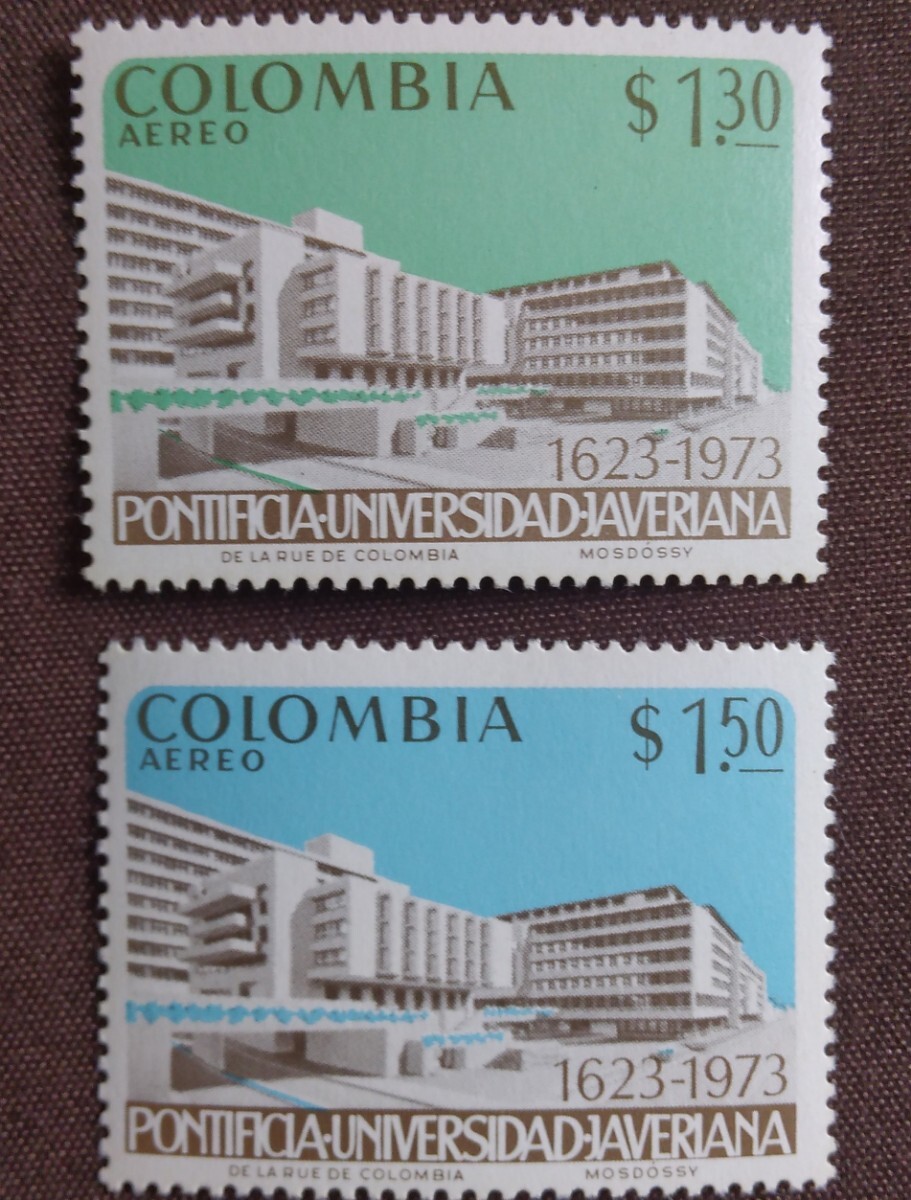 COLOMBIA $ 1.30
AEREO
1623-1973
PONTIFICIA·UNIVERSIDAD·JAVERIANA
DE LA RUE DE COLOMBIA MOSDÓSSY
COLOMBIA $ 1.50
AEREO
1623-1973
PONTIFICIA·UNIVERSIDAD·JAVERIANA
DE LA RUE DE COLOMBIA MOSDÓSSY